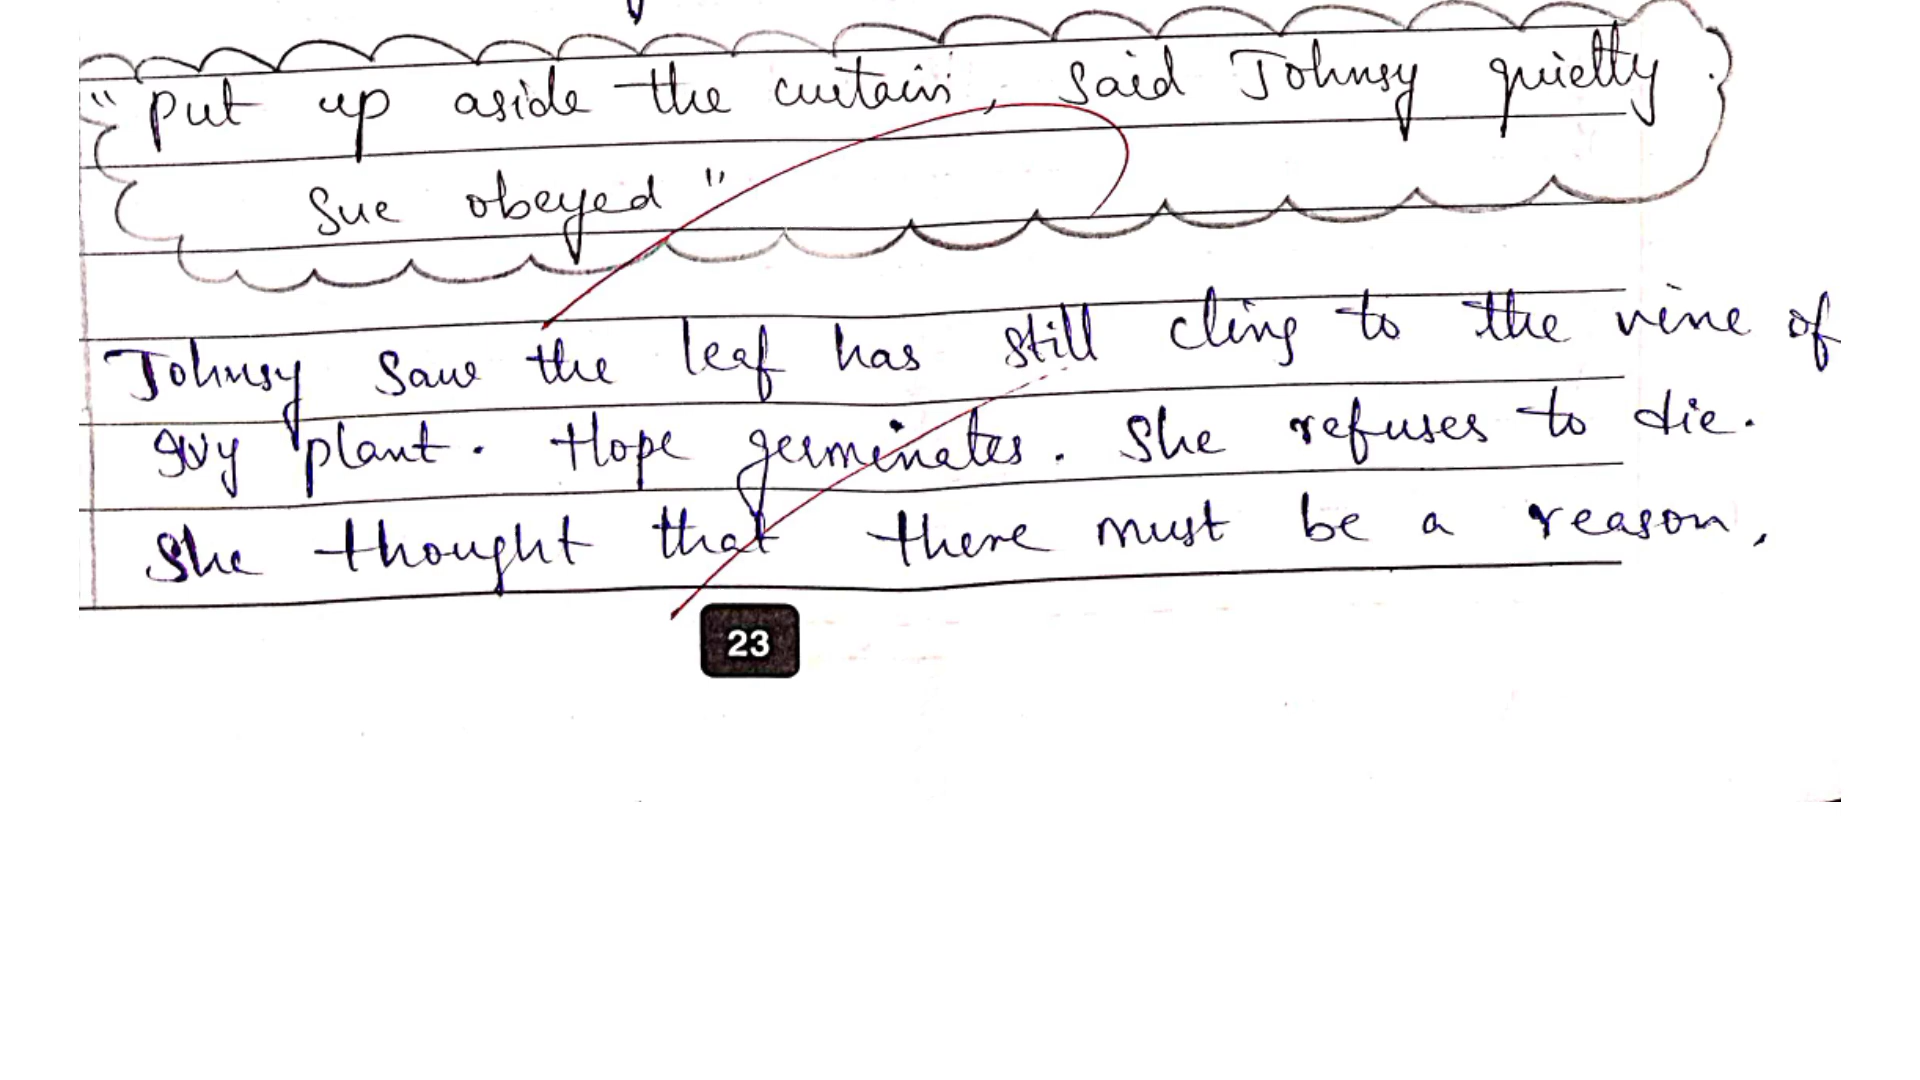 "Put up aside the curtain, said Johnsy quietly.
Sue obeyed"
Johnsy saw the leaf has still cling to the vine of
Ivy plant. Hope germinates. She refuses to die.
She thought that there must be a reason,
23